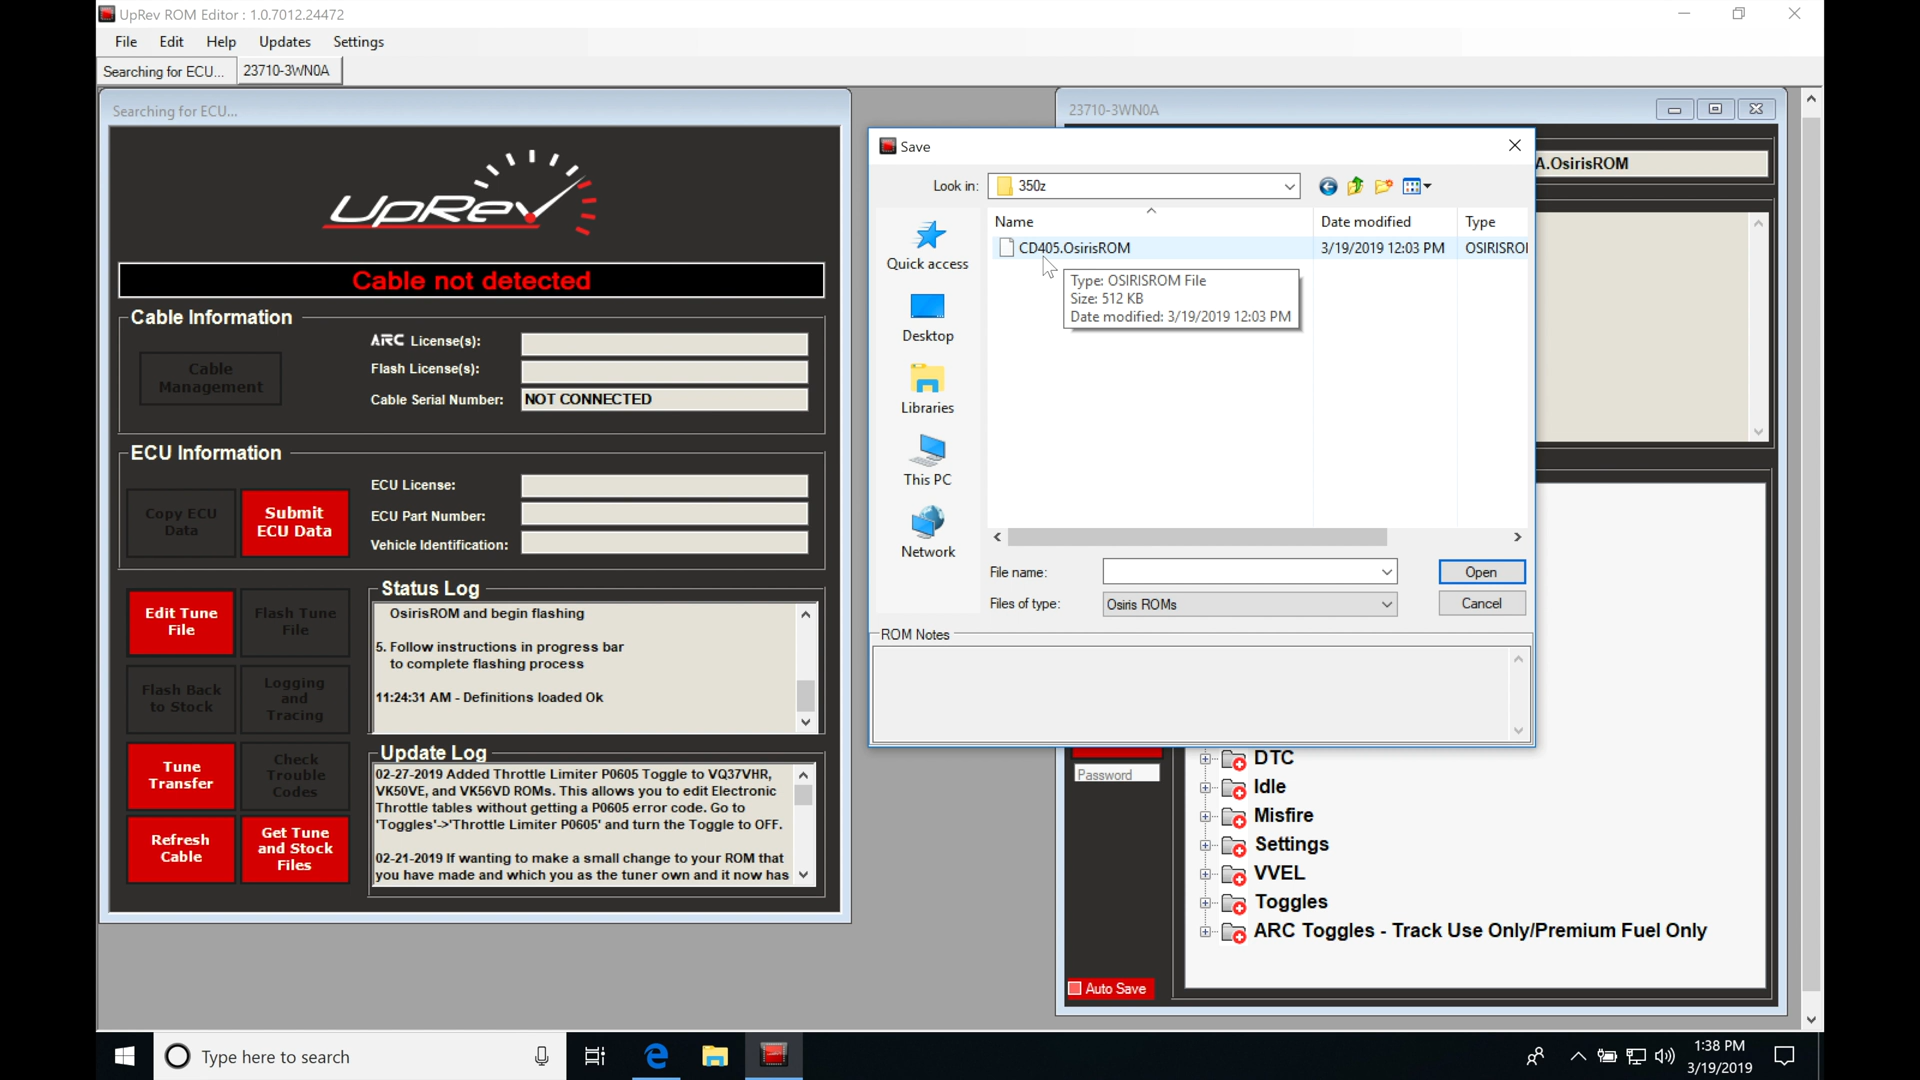 UpRev ROM Editor : 1.0.7012.24472
File Edit Help Updates Settings
Searching for ECU... 23710-3WN0A
Searching for ECU...
UpRev
Cable not detected
Cable Information
Cable Management
ARC License(s):
Flash License(s):
Cable Serial Number: NOT CONNECTED
ECU Information
Copy ECU Data
Submit ECU Data
ECU License:
ECU Part Number:
Vehicle Identification:
Edit Tune File
Flash Tune File
Flash Back to Stock
Logging and Tracing
Tune Transfer
Check Trouble Codes
Refresh Cable
Get Tune and Stock Files
Status Log
OsirisROM and begin flashing
5. Follow instructions in progress bar
to complete flashing process
11:24:31 AM - Definitions loaded Ok
Update Log
02-27-2019 Added Throttle Limiter P0605 Toggle to VQ37VHR,
VK50VE, and VK56VD ROMs. This allows you to edit Electronic
Throttle tables without getting a P0605 error code. Go to
'Toggles'->'Throttle Limiter P0605' and turn the Toggle to OFF.
02-21-2019 If wanting to make a small change to your ROM that
you have made and which you as the tuner own and it now has
23710-3WN0A
A.OsirisROM
Save
Look in: 350z
Quick access
Desktop
Libraries
This PC
Network
Name Date modified Type
CD405.OsirisROM 3/19/2019 12:03 PM OSIRISROI
Type: OSIRISROM File
Size: 512 KB
Date modified: 3/19/2019 12:03 PM
File name: Open
Files of type: Osiris ROMs Cancel
ROM Notes
Password
DTC
Idle
Misfire
Settings
VVEL
Toggles
ARC Toggles - Track Use Only/Premium Fuel Only
Auto Save
Type here to search
1:38 PM
3/19/2019